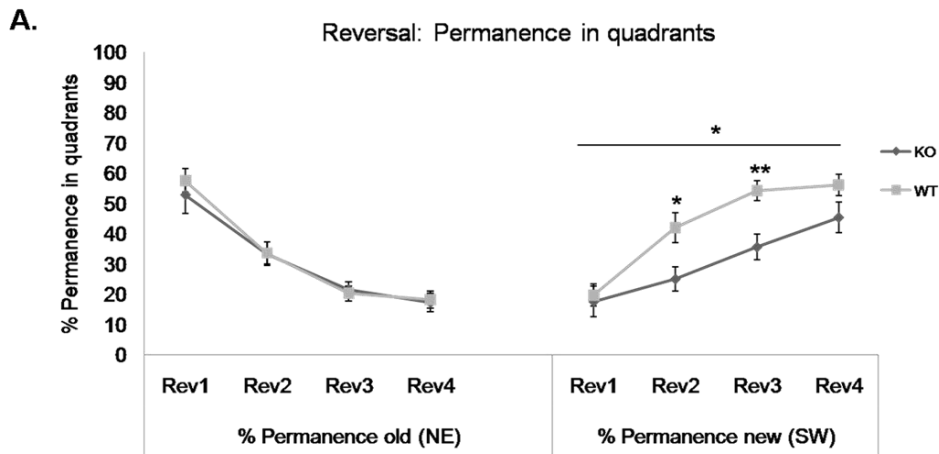 A.
Reversal: Permanence in quadrants
% Permanence in quadrants
100
90
80
70
60
50
40
30
20
10
0
*
*
**
KO
WT
Rev1 Rev2 Rev3 Rev4 Rev1 Rev2 Rev3 Rev4
% Permanence old (NE) % Permanence new (SW)